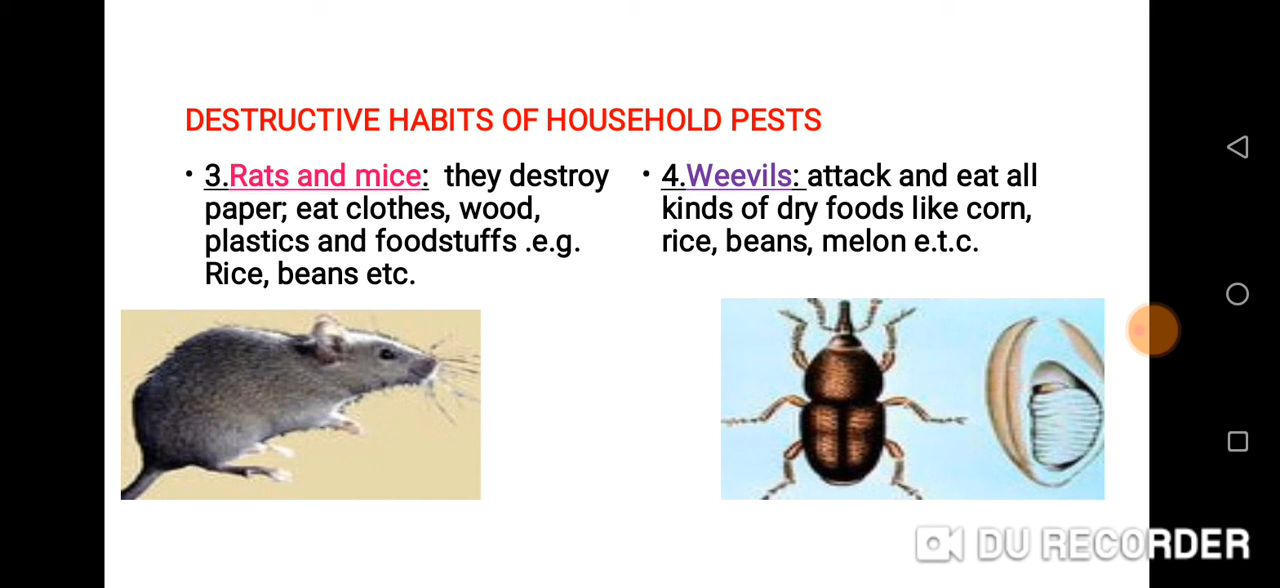 DESTRUCTIVE HABITS OF HOUSEHOLD PESTS
• 3.Rats and mice: they destroy
paper; eat clothes, wood,
plastics and foodstuffs .e.g.
Rice, beans etc.
• 4.Weevils: attack and eat all
kinds of dry foods like corn,
rice, beans, melon e.t.c.
DU RECORDER